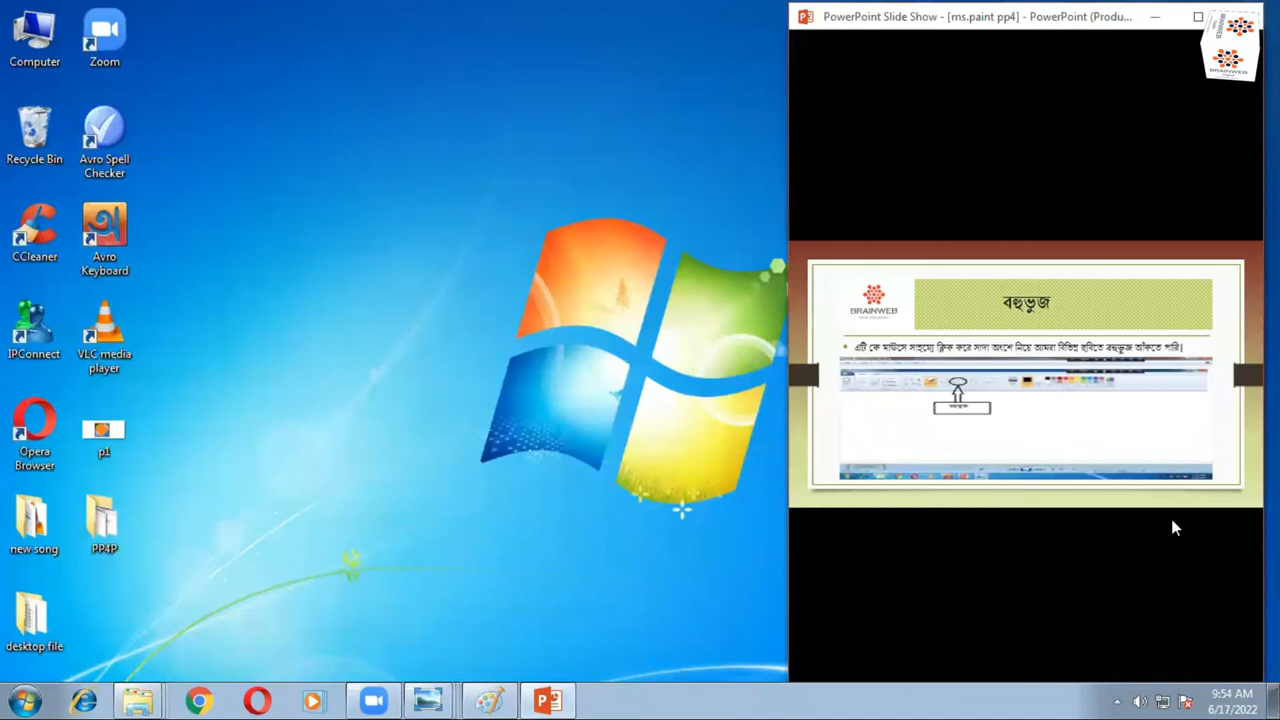 PowerPoint Slide Show - [ms.paint pp4] - PowerPoint (Produ...
Computer
Zoom
Recycle Bin
Avro Spell
Checker
CCleaner
Avro
Keyboard
IPConnect
VLC media
player
Opera
Browser
p1
new song
PP4P
desktop file
BRAINWEB
BRAINWEB
BRAINWEB
বহুভুজ
এটি কে মাউসে সাহয্যে ক্লিক করে সাদা অংশে নিয়ে আমরা বিভিন্ন ছবিতে বহুভুজ আঁকতে পারি।
9:54 AM
6/17/2022